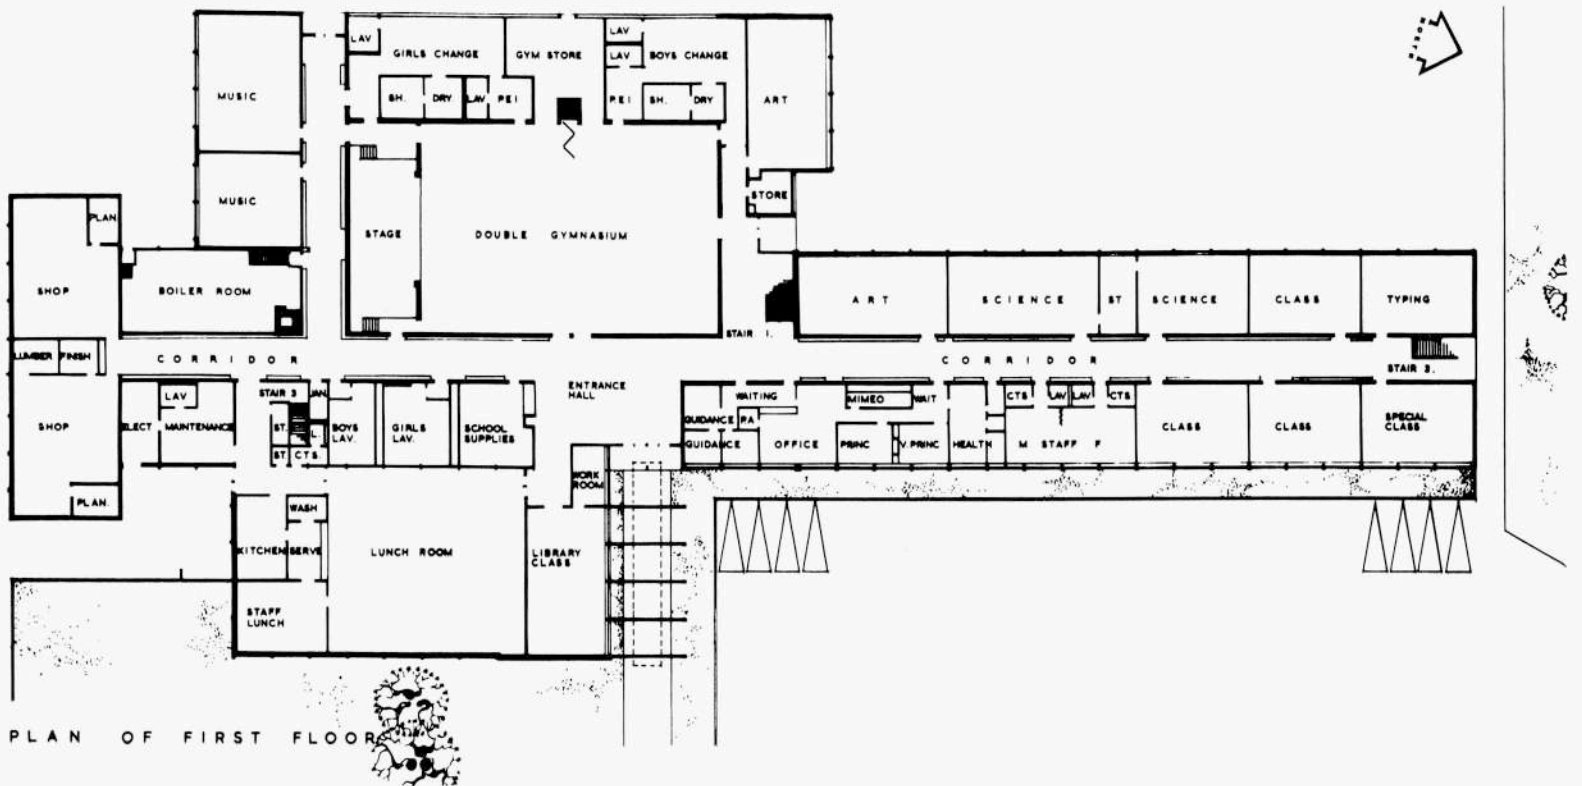 NORTH
LAV
GIRLS CHANGE
GYM STORE
LAV
LAV
BOYS CHANGE
MUSIC
SH.
DRY
LAV
P.E I
P.E I
SH.
DRY
ART
MUSIC
STORE
PLAN.
STAGE
DOUBLE GYMNASIUM
SHOP
BOILER ROOM
ART
SCIENCE
ST
SCIENCE
CLASS
TYPING
STAIR 1.
LUMBER
FINISH
CORRIDOR
CORRIDOR
STAIR 2.
ENTRANCE
HALL
LAV
STAIR 3
JAN.
WAITING
MIMEO
WAIT
CTS
LAV
LAV
CTS
SHOP
ELECT
MAINTENANCE
ST.
L.
BOYS
LAV.
GIRLS
LAV.
SCHOOL
SUPPLIES
GUIDANCE
P.A
GUIDANCE
OFFICE
PRINC
V.PRINC
HEALTH
M STAFF F
CLASS
CLASS
SPECIAL
CLASS
ST
CTS.
WORK
ROOM
PLAN.
WASH
KITCHEN
SERVE
LUNCH ROOM
LIBRARY
CLASS
STAFF
LUNCH
PLAN OF FIRST FLOOR